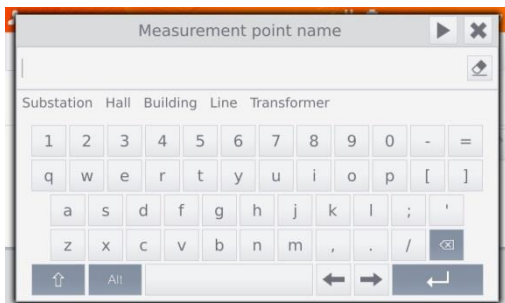 Measurement point name
Substation Hall Building Line Transformer
1 2 3 4 5 6 7 8 9 0 - =
q w e r t y u i o p [ ]
a s d f g h j k l ; '
z x c v b n m , . /
Alt